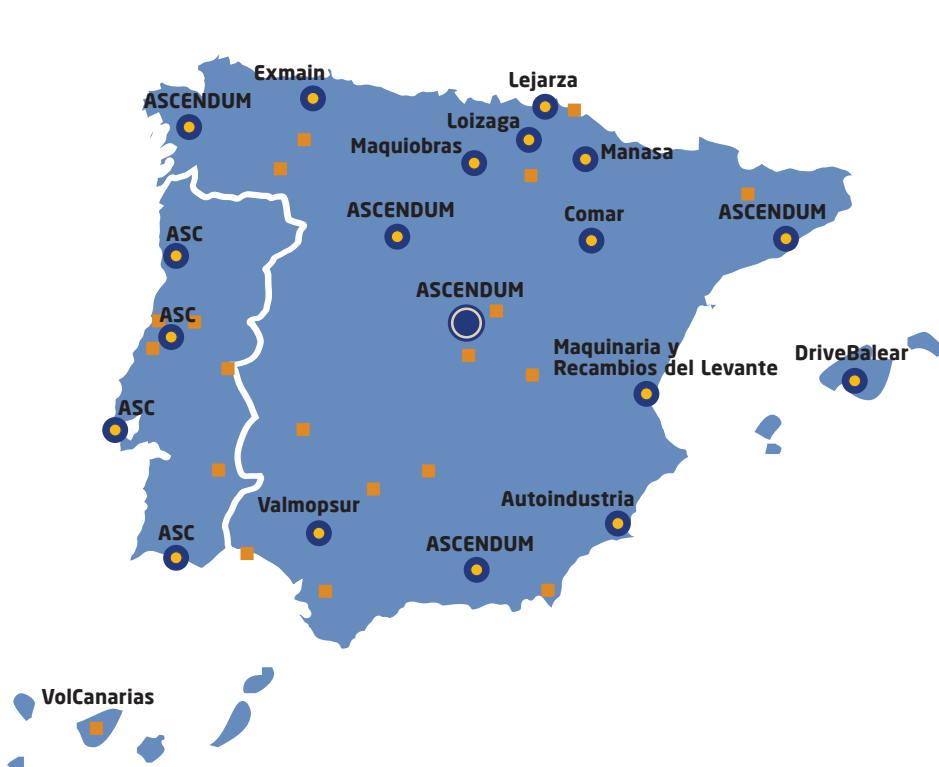 Exmain
Lejarza
ASCENDUM
Loizaga
Maquiobras
Manasa
ASCENDUM
Comar
ASCENDUM
ASC
ASCENDUM
ASC
Maquinaria y
Recambios del Levante
DriveBalear
ASC
Valmopsur
Autoindustria
ASC
ASCENDUM
VolCanarias